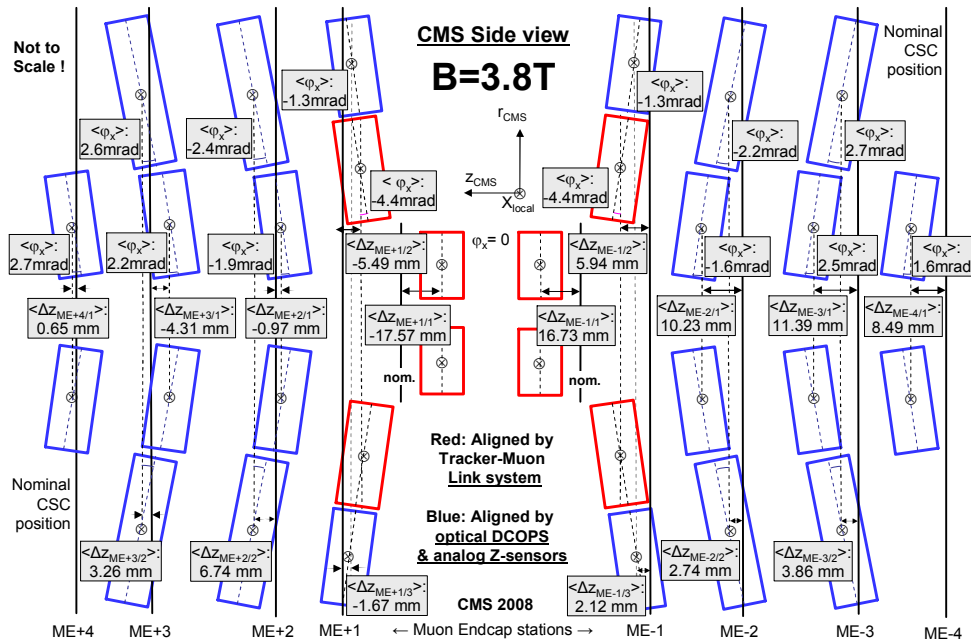 Not to
Scale !
CMS Side view
B=3.8T
Nominal
CSC
position
<φx>:
-1.3mrad
<φx>:
-1.3mrad
<φx>:
2.6mrad
<φx>:
-2.4mrad
<φx>:
-2.2mrad
<φx>:
2.7mrad
rCMS
zCMS
Xlocal
< φx>:
-4.4mrad
<φx>:
-4.4mrad
φx= 0
<φx>:
2.7mrad
<φx>:
2.2mrad
<φx>:
-1.9mrad
<φx>:
-1.6mrad
<φx>:
2.5mrad
<φx>:
1.6mrad
<ΔzME+1/2>:
-5.49 mm
<ΔzME-1/2>:
5.94 mm
<ΔzME+4/1>:
0.65 mm
<ΔzME+3/1>:
-4.31 mm
<ΔzME+2/1>:
-0.97 mm
<ΔzME+1/1>:
-17.57 mm
<ΔzME-1/1>:
16.73 mm
<ΔzME-2/1>:
10.23 mm
<ΔzME-3/1>:
11.39 mm
<ΔzME-4/1>:
8.49 mm
nom.
nom.
Red: Aligned by
Tracker-Muon
Link system
Nominal
CSC
position
Blue: Aligned by
optical DCOPS
& analog Z-sensors
<ΔzME+3/2>:
3.26 mm
<ΔzME+2/2>:
6.74 mm
<ΔzME-2/2>:
2.74 mm
<ΔzME-3/2>:
3.86 mm
<ΔzME+1/3>:
-1.67 mm
<ΔzME-1/3>:
2.12 mm
CMS 2008
ME+4 ME+3 ME+2 ME+1 ← Muon Endcap stations → ME-1 ME-2 ME-3 ME-4